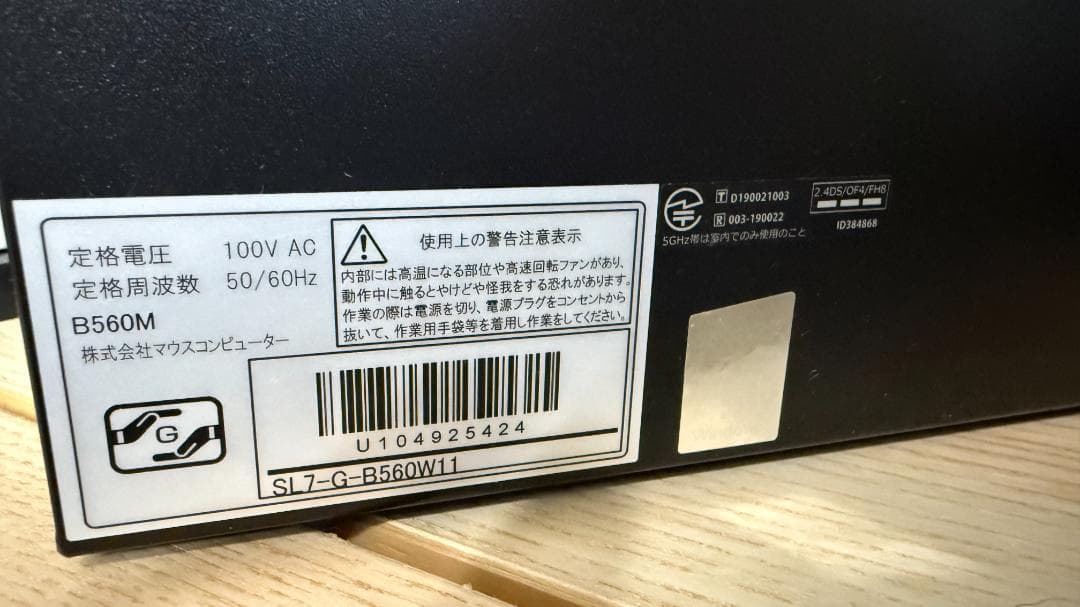 定格電圧 100V AC
定格周波数 50/60Hz
B560M
株式会社マウスコンピューター
G
使用上の警告注意表示
内部には高温になる部位や高速回転ファンがあり、
動作中に触るとやけどや怪我をする恐れがあります。
作業の際は電源を切り、電源プラグをコンセントから
抜いて、作業用手袋等を着用し作業をしてください。
U104925424
SL7-G-B560W11
T D190021003
R 003-190022
5GHz帯は室内でのみ使用のこと
2.4DS/OF4/FH8
ID384868